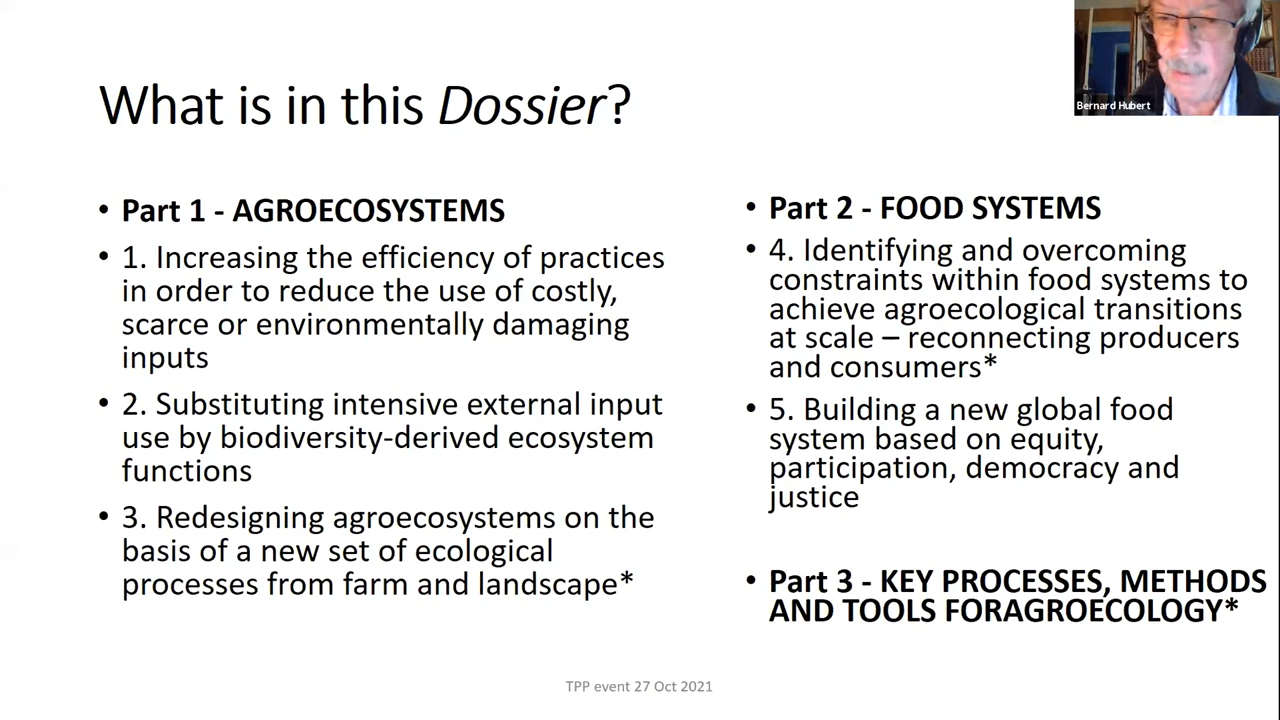 What is in this Dossier?
Bernard Hubert
• Part 1 - AGROECOSYSTEMS
• 1. Increasing the efficiency of practices
in order to reduce the use of costly,
scarce or environmentally damaging
inputs
• 2. Substituting intensive external input
use by biodiversity-derived ecosystem
functions
• 3. Redesigning agroecosystems on the
basis of a new set of ecological
processes from farm and landscape*
• Part 2 - FOOD SYSTEMS
• 4. Identifying and overcoming
constraints within food systems to
achieve agroecological transitions
at scale – reconnecting producers
and consumers*
• 5. Building a new global food
system based on equity,
participation, democracy and
justice
• Part 3 - KEY PROCESSES, METHODS
AND TOOLS FORAGROECOLOGY*
TPP event 27 Oct 2021